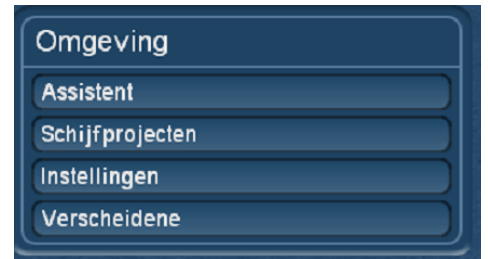 Omgeving
Assistent
Schijfprojecten
Instellingen
Verscheidene